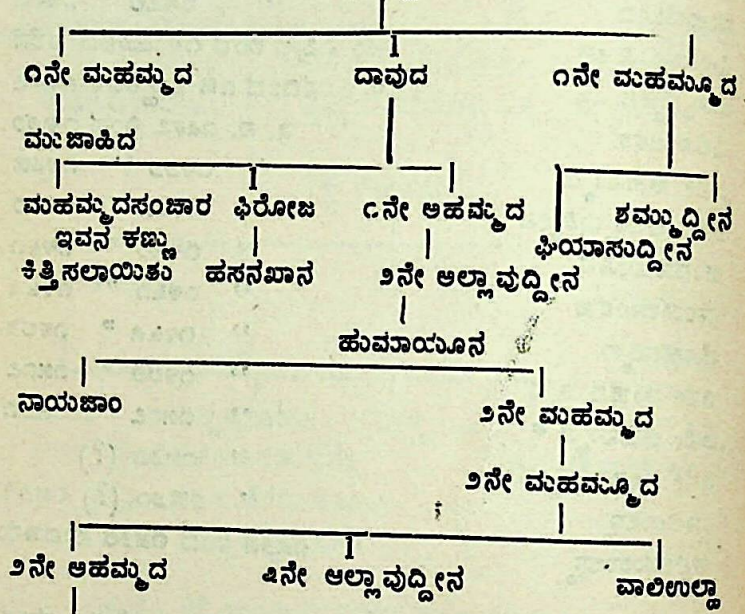 ೧ನೇ ಮಹಮ್ಮದ ದಾವುದ ೧ನೇ ಮಹಮ್ಮೂದ
ಮುಜಾಹಿದ
ಮಹಮ್ಮದಸಂಜಾರ ಫಿರೋಜ ೧ನೇ ಅಹಮ್ಮದ ಶಮ್ಸುದ್ದೀನ
ಇವನ ಕಣ್ಣು ಘಿಯಾಸುದ್ದೀನ
ಕಿತ್ತಿಸಲಾಯಿತು ಹಸನಖಾನ ೨ನೇ ಅಲ್ಲಾವುದ್ದೀನ
ಹುಮಾಯೂನ
ನಾಯಜಾಂ
೨ನೇ ಮಹಮ್ಮದ
೨ನೇ ಮಹಮ್ಮೂದ
೨ನೇ ಅಹಮ್ಮದ ೩ನೇ ಅಲ್ಲಾವುದ್ದೀನ ವಾಲಿಉಲ್ಲಾ